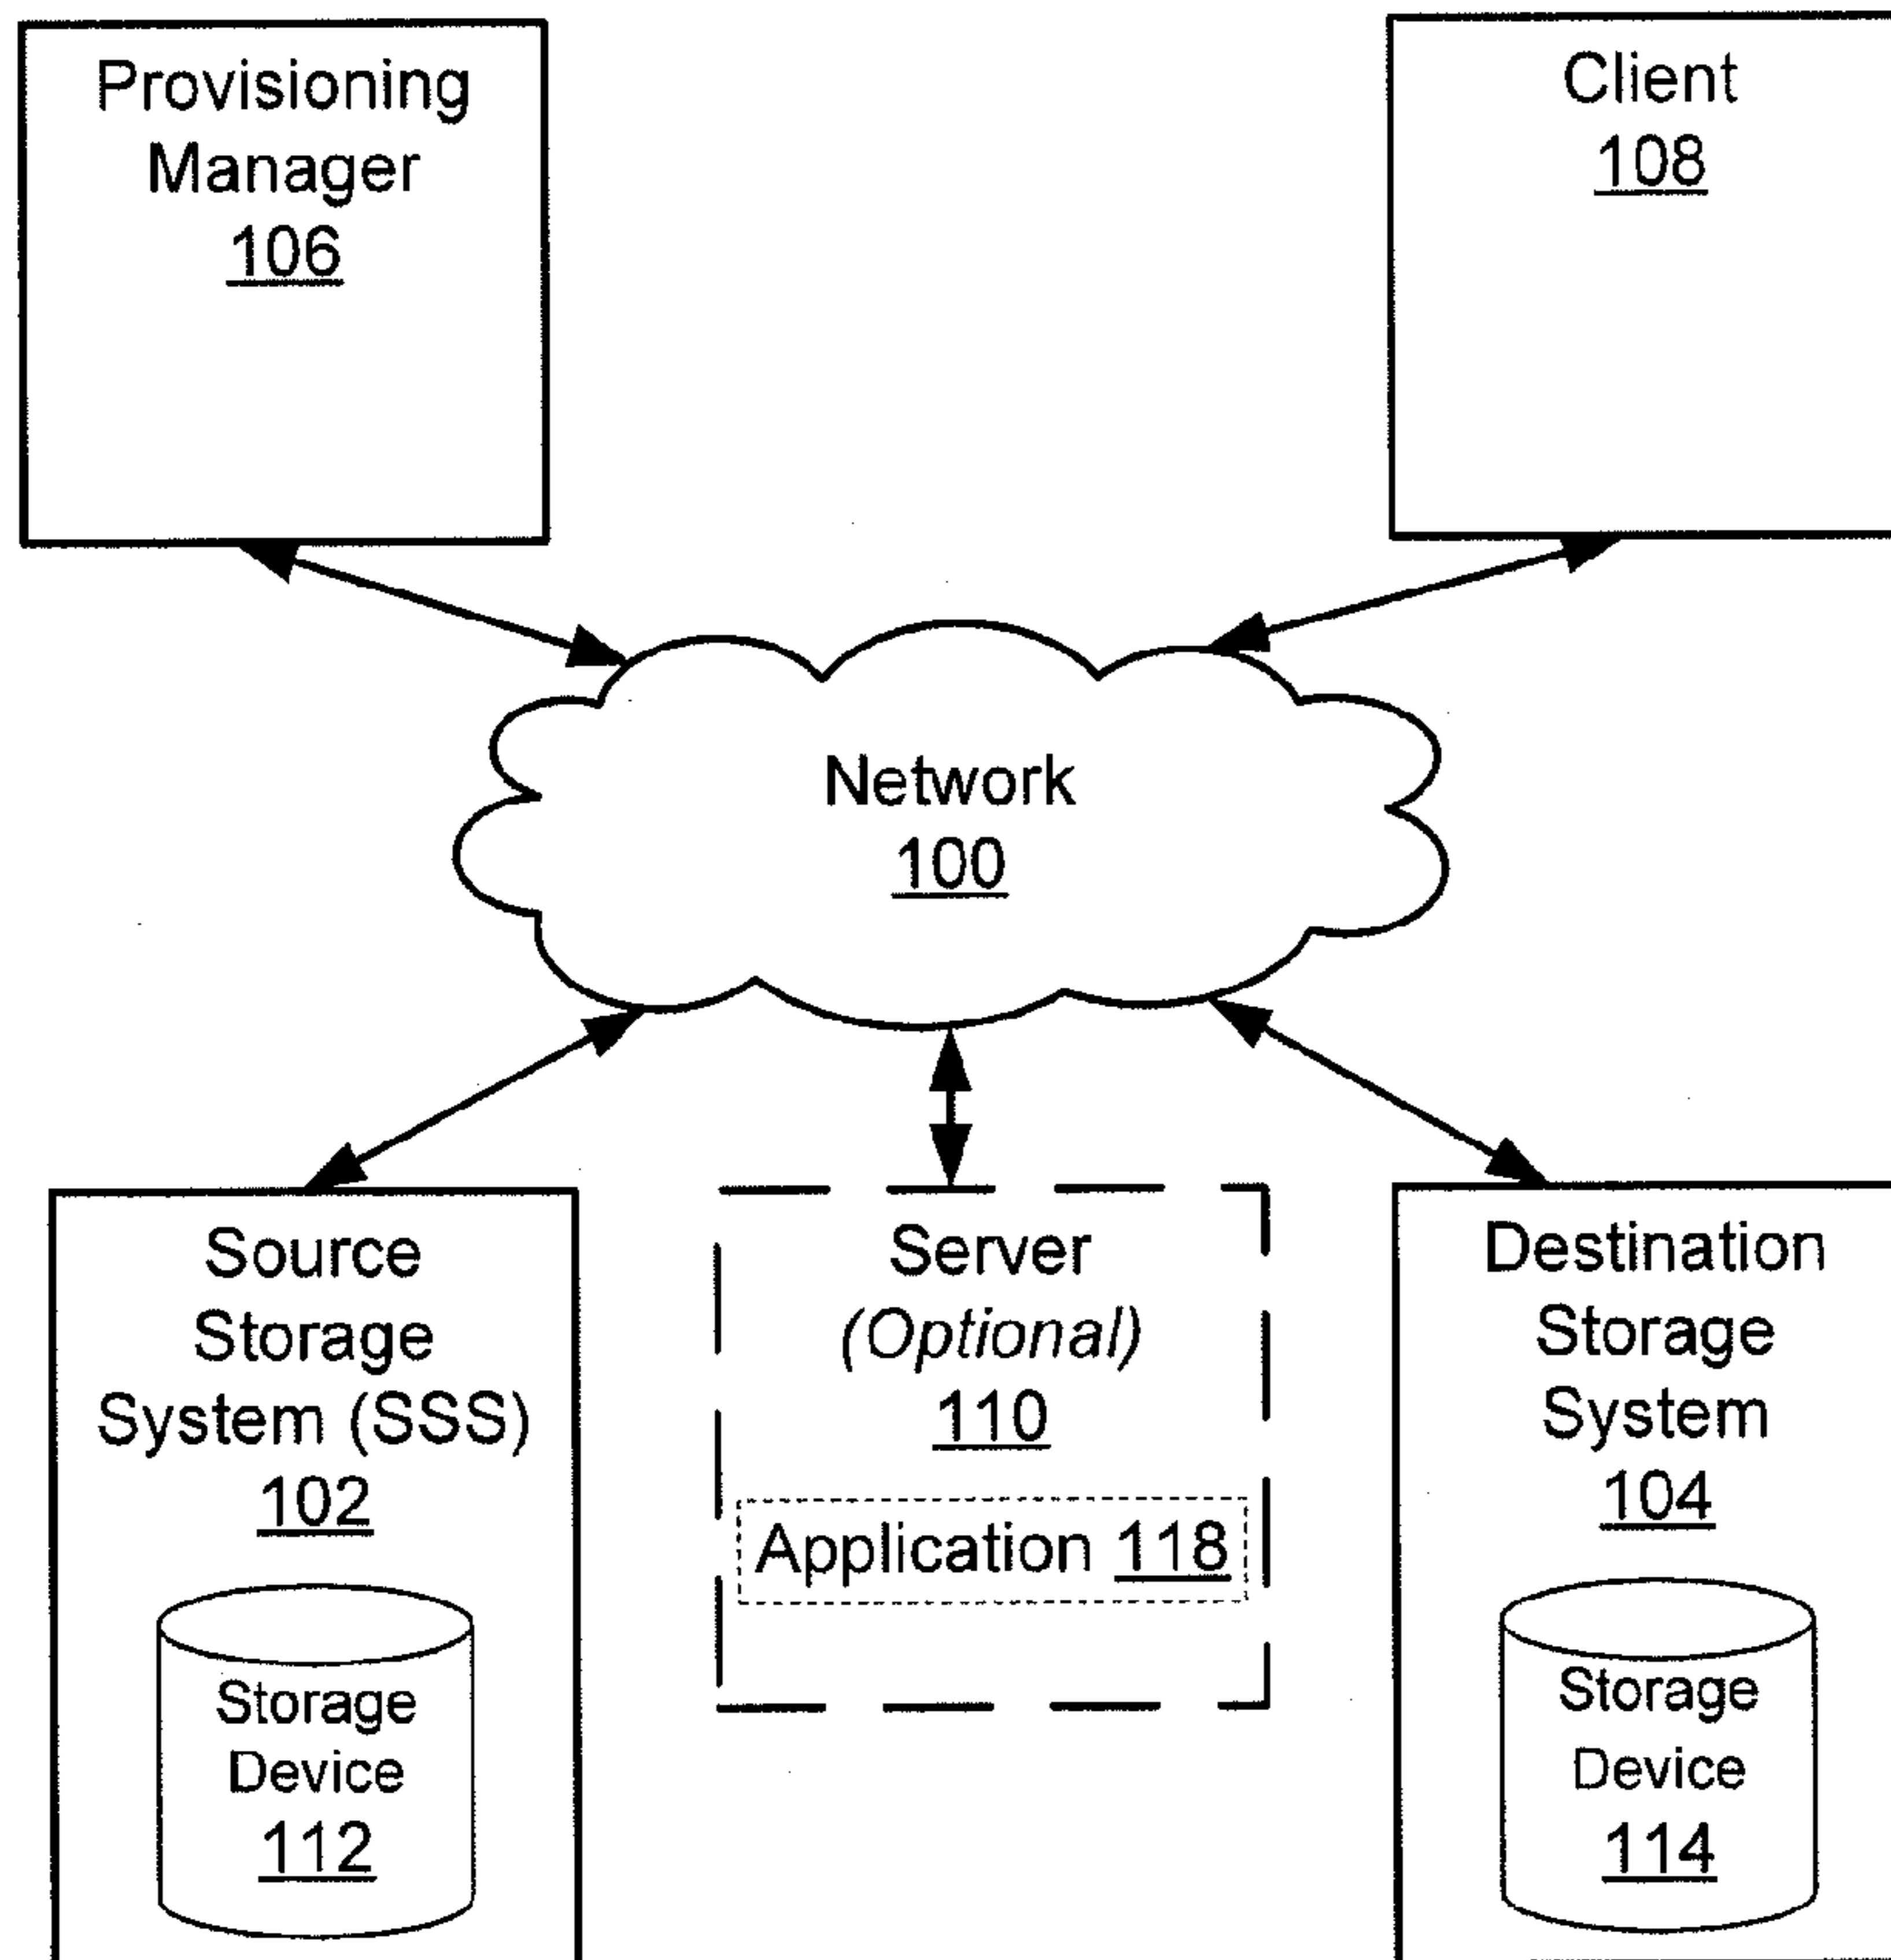 Provisioning
Manager
106
Client
108
Network
100
Source
Storage
System (SSS)
102
Storage
Device
112
Server
(Optional)
110
Application 118
Destination
Storage
System
104
Storage
Device
114